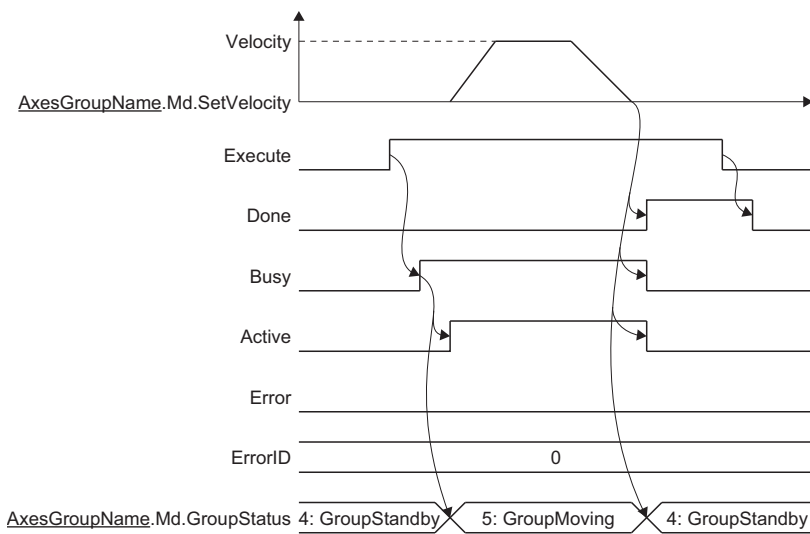 Velocity
AxesGroupName.Md.SetVelocity
Execute
Done
Busy
Active
Error
ErrorID
0
AxesGroupName.Md.GroupStatus 4: GroupStandby 5: GroupMoving 4: GroupStandby